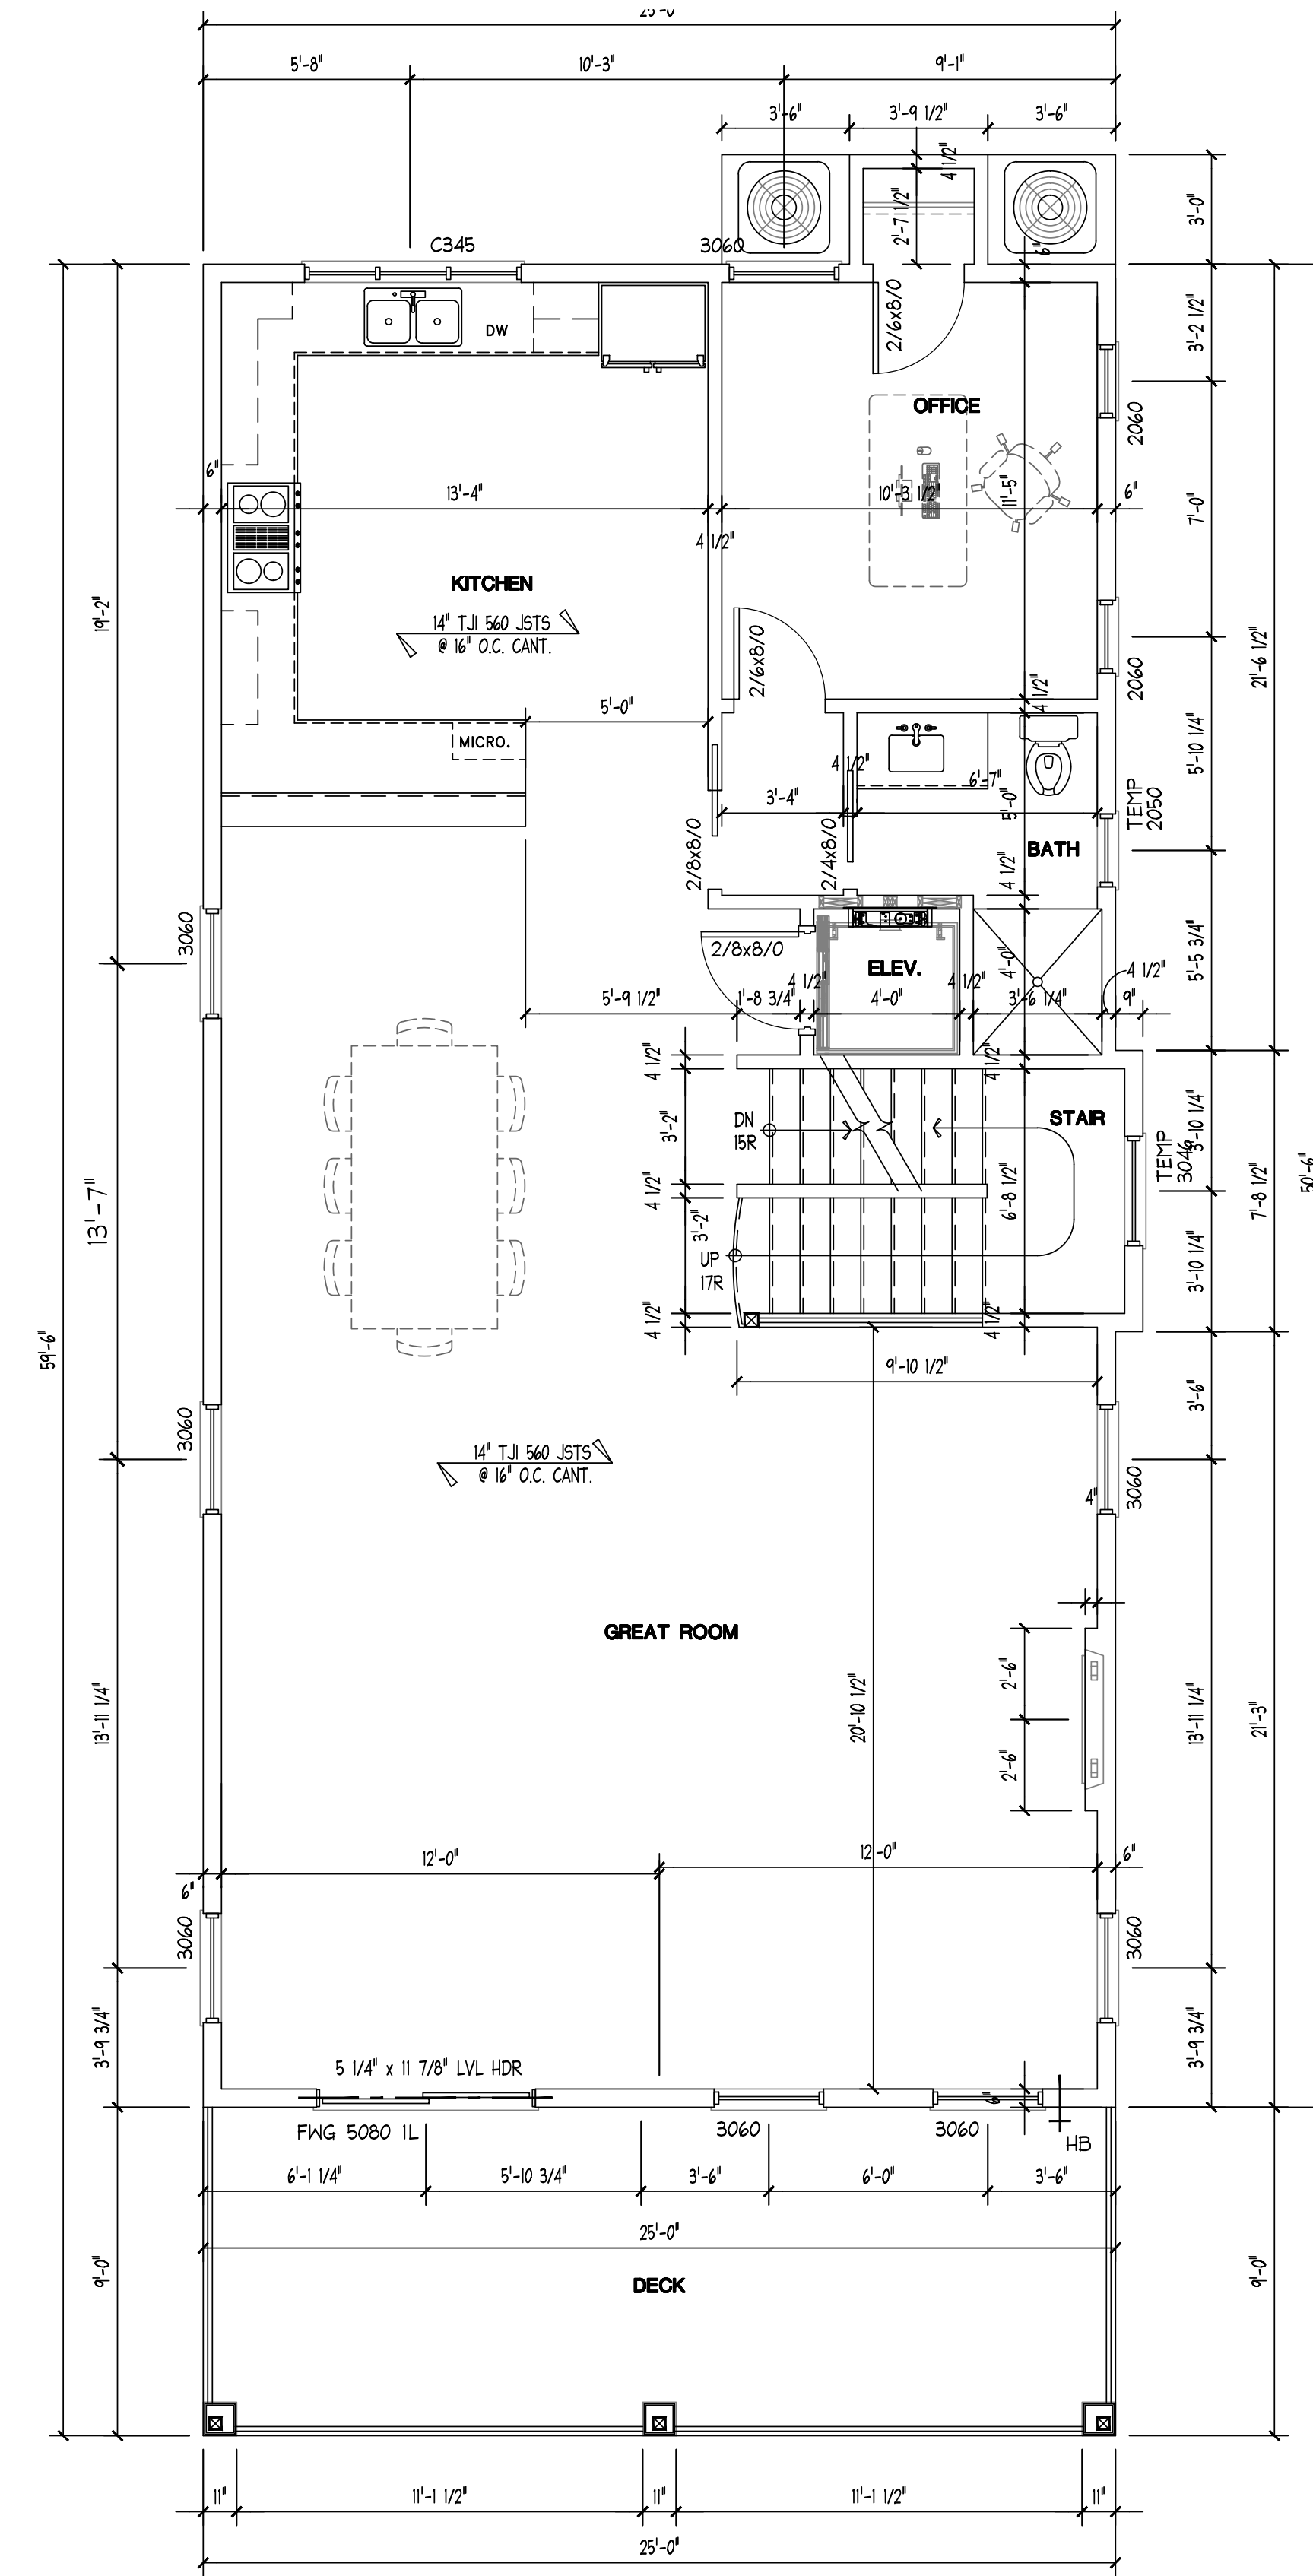 25'-0
5'-8" 10'-3" 9'-1"
3'-6" 3'-9 1/2" 3'-6"
4 1/2"
2'-7 1/2"
3'-0"
C345 3060
6"
2/6x8/0
3'-2 1/2"
DW
OFFICE
2060
6" 13'-4" 10'-3 1/2" 11'-5" 6"
7'-0"
4 1/2"
KITCHEN
14" TJI 560 JSTS
@ 16" O.C. CANT.
19'-2"
2/6x8/0
2060
21'-6 1/2"
5'-0"
4 1/2"
MICRO.
4 1/2" 6'-7"
5'-10 1/4"
3'-4" 5'-0"
TEMP
2050
2/8x8/0 2/4x8/0
BATH
4 1/2"
3060
2/8x8/0
ELEV.
4'-0"
5'-5 3/4"
4 1/2"
4 1/2" 4 1/2"
5'-9 1/2" 1'-8 3/4" 4'-0" 3'-6 1/4" 9"
4 1/2" 4 1/2"
DN
15R
3'-2"
STAIR
TEMP
3046
3'-10 1/4"
13'-7"
4 1/2"
3'-2"
6'-8 1/2"
7'-8 1/2"
50'-6"
UP
17R
3'-10 1/4"
4 1/2" 4 1/2"
59'-6"
9'-10 1/2"
3'-6"
3060
14" TJI 560 JSTS
@ 16" O.C. CANT.
4" 3060
GREAT ROOM
2'-6"
13'-11 1/4"
20'-10 1/2"
2'-6"
13'-11 1/4"
21'-3"
12'-0" 12'-0" 6"
6"
3060 3060
3'-9 3/4" 3'-9 3/4"
5 1/4" x 11 7/8" LVL HDR
6"
FWG 5080 1L 3060 3060 HB
6'-1 1/4" 5'-10 3/4" 3'-6" 6'-0" 3'-6"
25'-0"
9'-0" DECK 9'-0"
11" 11'-1 1/2" 11" 11'-1 1/2" 11"
25'-0"